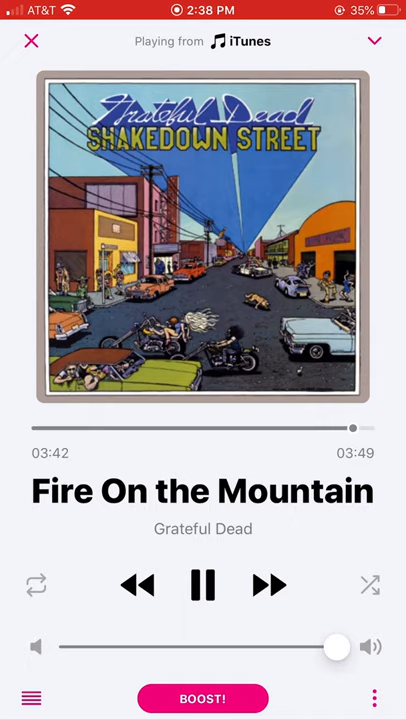 AT&T 2:38 PM 35%
Playing from iTunes
Grateful Dead
SHAKEDOWN STREET
03:42 03:49
Fire On the Mountain
Grateful Dead
BOOST!